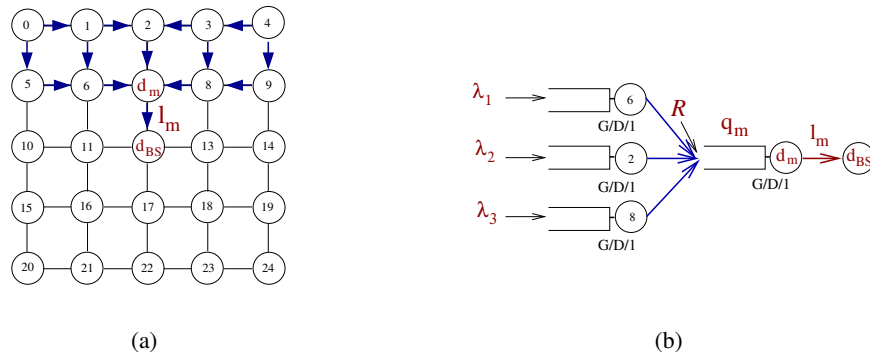 0 1 2 3 4
5 6 d_m 8 9
l_m
10 11 d_BS 13 14
15 16 17 18 19
20 21 22 23 24
(a)
λ_1 6
G/D/1
R
q_m
λ_2 2
G/D/1
d_m l_m d_BS
G/D/1
λ_3 8
G/D/1
(b)